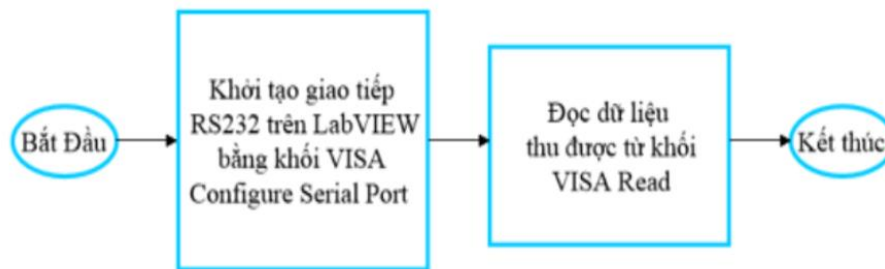 Bắt Đầu
Khởi tạo giao tiếp
RS232 trên LabVIEW
bằng khối VISA
Configure Serial Port
Đọc dữ liệu
thu được từ khối
VISA Read
Kết thúc